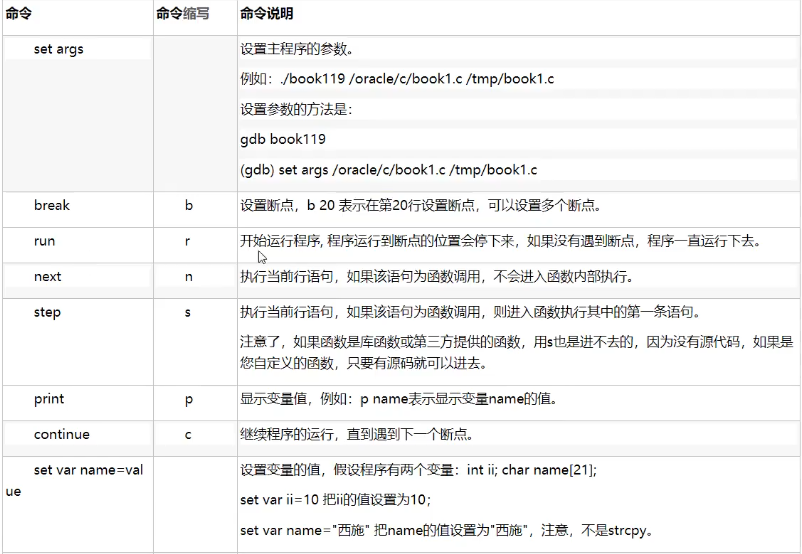 命令 命令缩写 命令说明
set args 设置主程序的参数。
例如：./book119 /oracle/c/book1.c /tmp/book1.c
设置参数的方法是：
gdb book119
(gdb) set args /oracle/c/book1.c /tmp/book1.c
break b 设置断点，b 20 表示在第20行设置断点，可以设置多个断点。
run r 开始运行程序, 程序运行到断点的位置会停下来，如果没有遇到断点，程序一直运行下去。
next n 执行当前行语句，如果该语句为函数调用，不会进入函数内部执行。
step s 执行当前行语句，如果该语句为函数调用，则进入函数执行其中的第一条语句。
注意了，如果函数是库函数或第三方提供的函数，用s也是进不去的，因为没有源代码，如果是
您自定义的函数，只要有源码就可以进去。
print p 显示变量值，例如：p name表示显示变量name的值。
continue c 继续程序的运行，直到遇到下一个断点。
set var name=val
ue
设置变量的值，假设程序有两个变量：int ii; char name[21];
set var ii=10 把ii的值设置为10；
set var name="西施" 把name的值设置为"西施"，注意，不是strcpy。